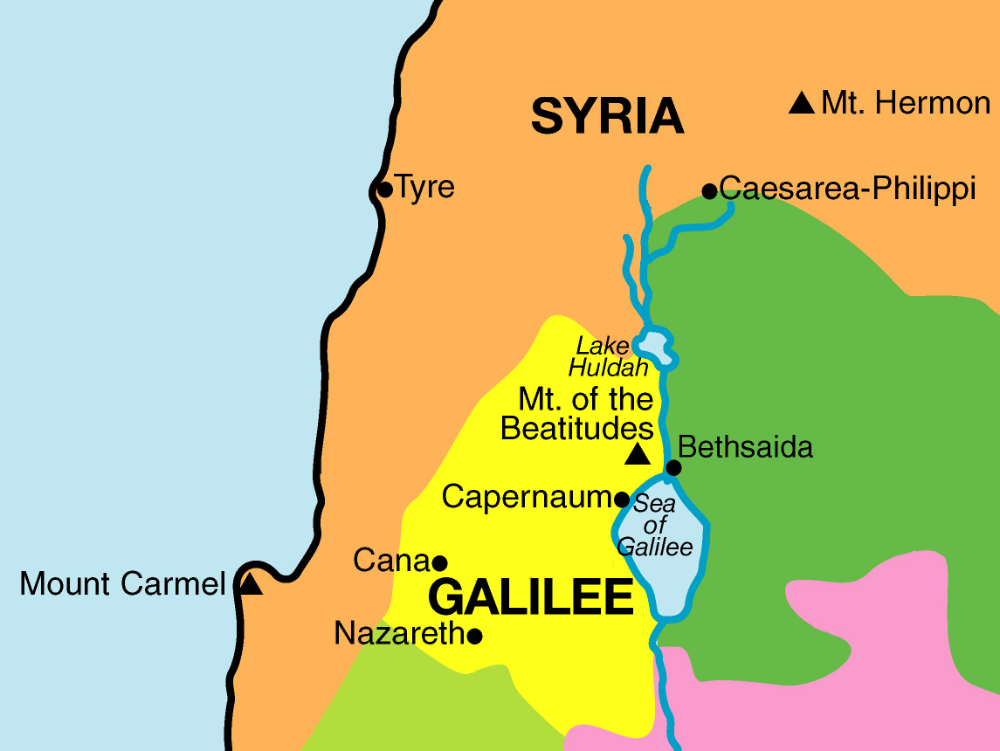 SYRIA
Mt. Hermon
Tyre
Caesarea-Philippi
Lake
Huldah
Mt. of the
Beatitudes
Bethsaida
Capernaum
Sea
of
Galilee
Cana
Mount Carmel
GALILEE
Nazareth